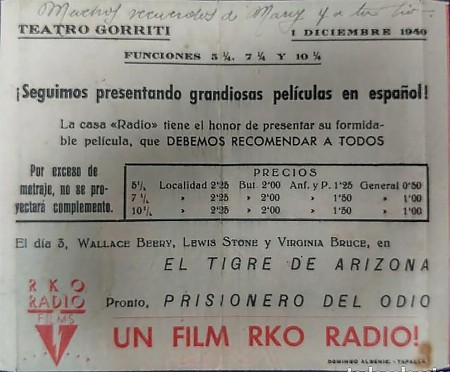 Muchos recuerdos de Mary y a tu tio
TEATRO GORRITI 1 DICIEMBRE 1940
FUNCIONES 5 ¼, 7 ¼ Y 10 ¼
¡Seguimos presentando grandiosas películas en español!
La casa «Radio» tiene el honor de presentar su formida-
ble película, que DEBEMOS RECOMENDAR A TODOS
Por exceso de
metraje, no se pro-
yectará complemento.
PRECIOS
5¼ Localidad 2'25 But. 2'00 Anf. y P. 1'25 General 0'50
7¼ » 2'25 » 2'00 » 1'50 » 1'00
10¼ » 2'25 » 2'00 » 1'50 » 1'00
El día 3, WALLACE BEERY, LEWIS STONE Y VIRGINIA BRUCE, en
EL TIGRE DE ARIZONA
Pronto, PRISIONERO DEL ODIO
RKO
RADIO
FILMS
UN FILM RKO RADIO!
DOMINGO ALBENIZ. - TAFALLA